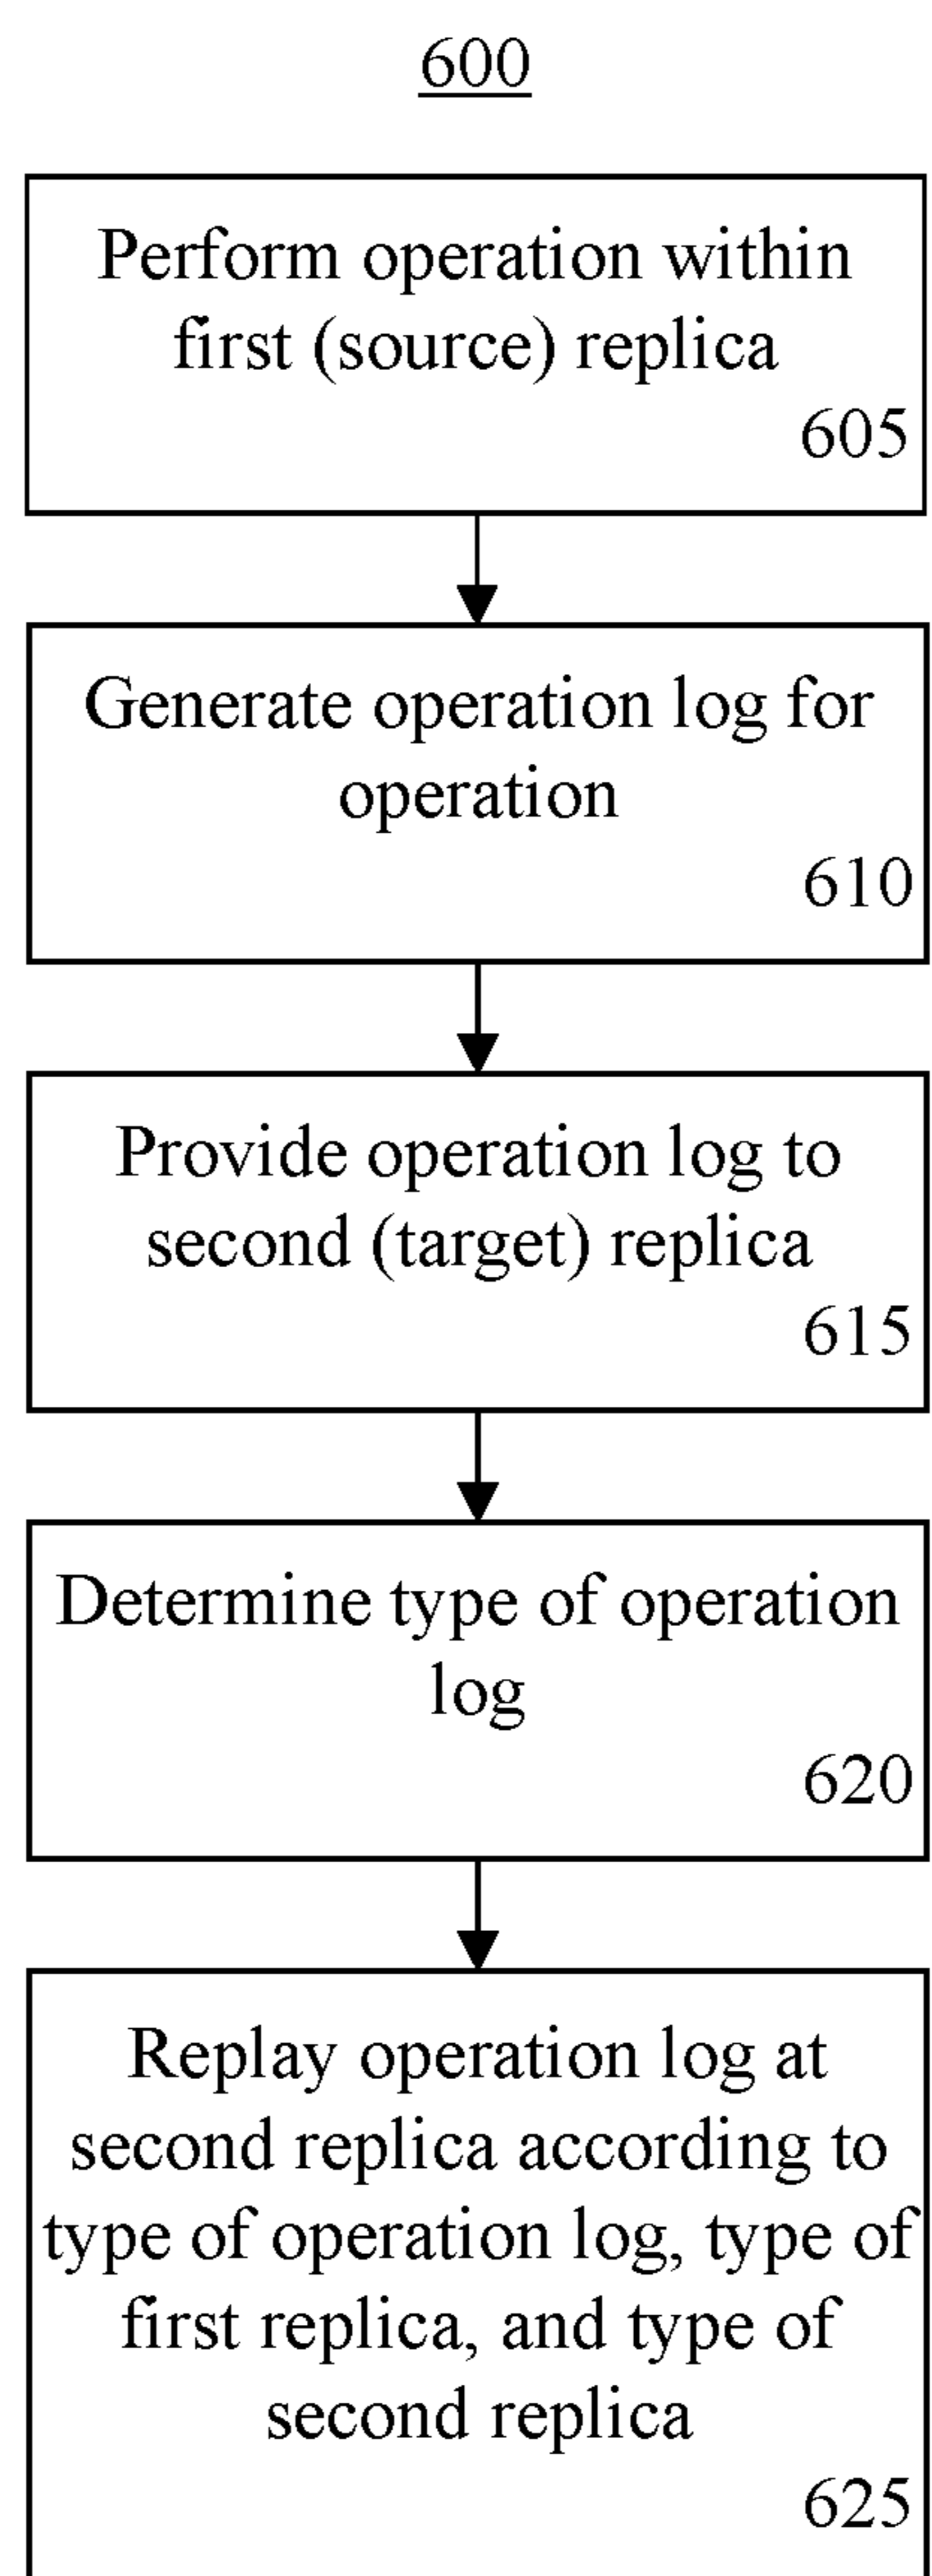 600
Perform operation within
first (source) replica
605
Generate operation log for
operation
610
Provide operation log to
second (target) replica
615
Determine type of operation
log
620
Replay operation log at
second replica according to
type of operation log, type of
first replica, and type of
second replica
625